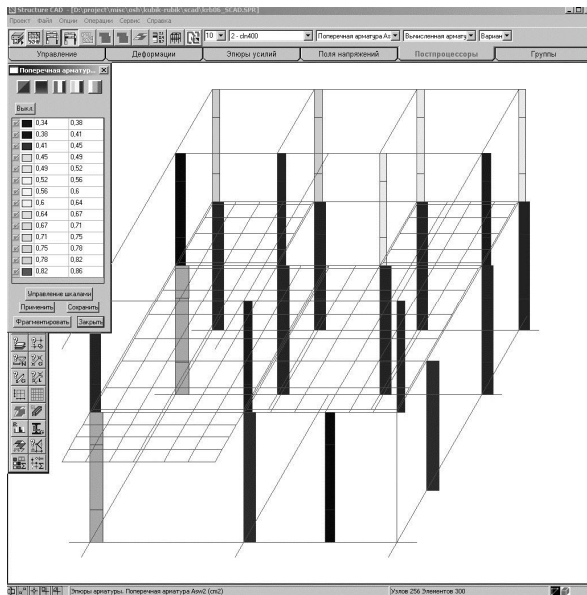 Structure CAD - [D:\project\misc\oxh\kubik-rubik\scad\kr606_SCAD.SPR]
Проект Файл Опции Операции Сервис Справка
10 2 - dn400 Поперечная арматура As Вычисленная армату Вариан
Управление Деформации Эпюры усилий Поля напряжений Постпроцессоры Группы
Поперечная арматур...
Выкл.
0,34 0,38
0,38 0,41
0,41 0,45
0,45 0,49
0,49 0,52
0,52 0,56
0,56 0,6
0,6 0,64
0,64 0,67
0,67 0,71
0,71 0,75
0,75 0,78
0,78 0,82
0,82 0,86
Управление шкалами
Применить Сохранить
Фрагментировать Закрыть
Эпюры арматуры. Поперечная арматура Asw2 (cm2) Узлов 256 Элементов 300